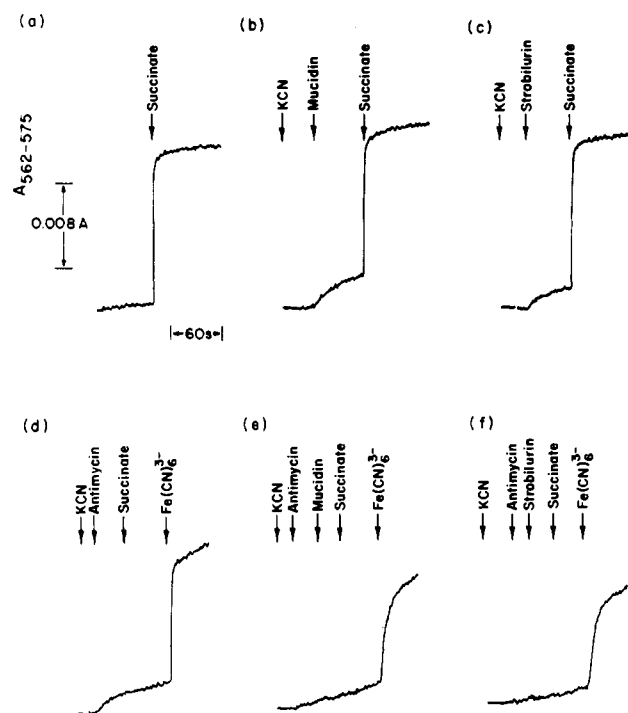 (a)
Succinate
A562-575
0.008 A
60s
(b)
KCN
Mucidin
Succinate
(c)
KCN
Strobilurin
Succinate
(d)
KCN
Antimycin
Succinate
Fe(CN)6^3-
(e)
KCN
Antimycin
Mucidin
Succinate
Fe(CN)6^3-
(f)
KCN
Antimycin
Strobilurin
Succinate
Fe(CN)6^3-